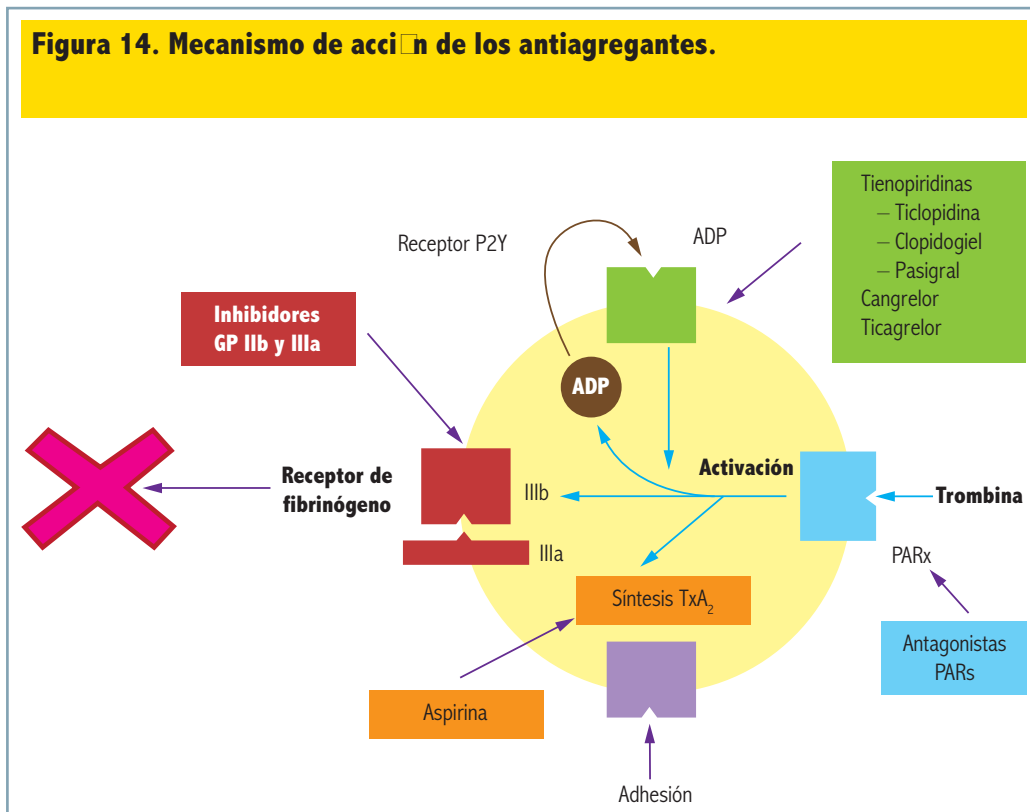 Figura 14. Mecanismo de acci□n de los antiagregantes.
Tienopiridinas
– Ticlopidina
– Clopidogiel
– Pasigral
Cangrelor
Ticagrelor
Receptor P2Y
ADP
Inhibidores
GP IIb y IIIa
ADP
Activación
Receptor de
fibrinógeno
IIIb
Trombina
IIIa
PARx
Síntesis TxA₂
Antagonistas
PARs
Aspirina
Adhesión